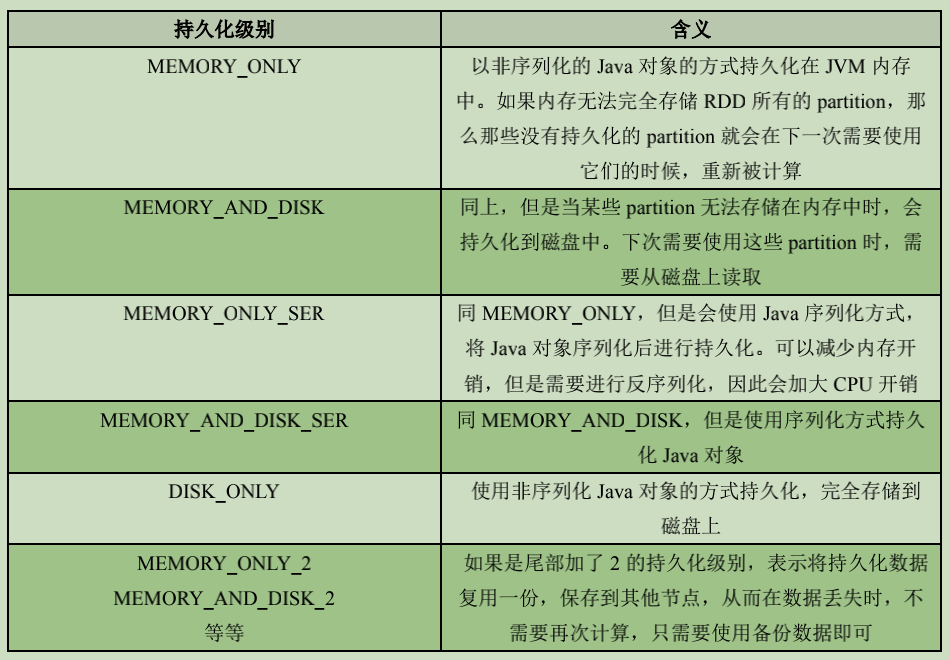 持久化级别
含义
MEMORY_ONLY
以非序列化的 Java 对象的方式持久化在 JVM 内存
中。如果内存无法完全存储 RDD 所有的 partition，那
么那些没有持久化的 partition 就会在下一次需要使用
它们的时候，重新被计算
MEMORY_AND_DISK
同上，但是当某些 partition 无法存储在内存中时，会
持久化到磁盘中。下次需要使用这些 partition 时，需
要从磁盘上读取
MEMORY_ONLY_SER
同 MEMORY_ONLY，但是会使用 Java 序列化方式，
将 Java 对象序列化后进行持久化。可以减少内存开
销，但是需要进行反序列化，因此会加大 CPU 开销
MEMORY_AND_DISK_SER
同 MEMORY_AND_DISK，但是使用序列化方式持久
化 Java 对象
DISK_ONLY
使用非序列化 Java 对象的方式持久化，完全存储到
磁盘上
MEMORY_ONLY_2
MEMORY_AND_DISK_2
等等
如果是尾部加了 2 的持久化级别，表示将持久化数据
复用一份，保存到其他节点，从而在数据丢失时，不
需要再次计算，只需要使用备份数据即可